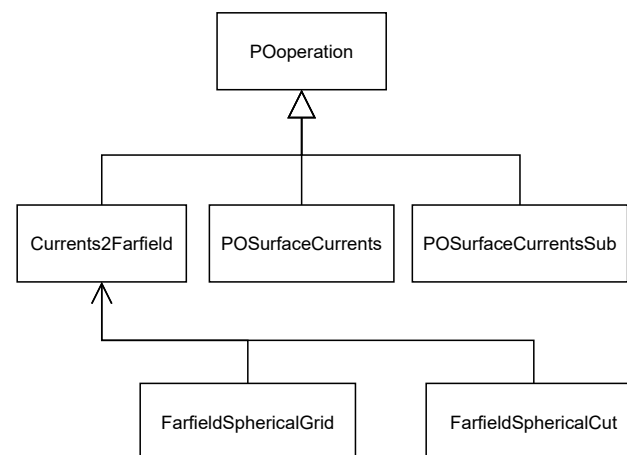 POoperation
Currents2Farfield
POSurfaceCurrents
POSurfaceCurrentsSub
FarfieldSphericalGrid
FarfieldSphericalCut